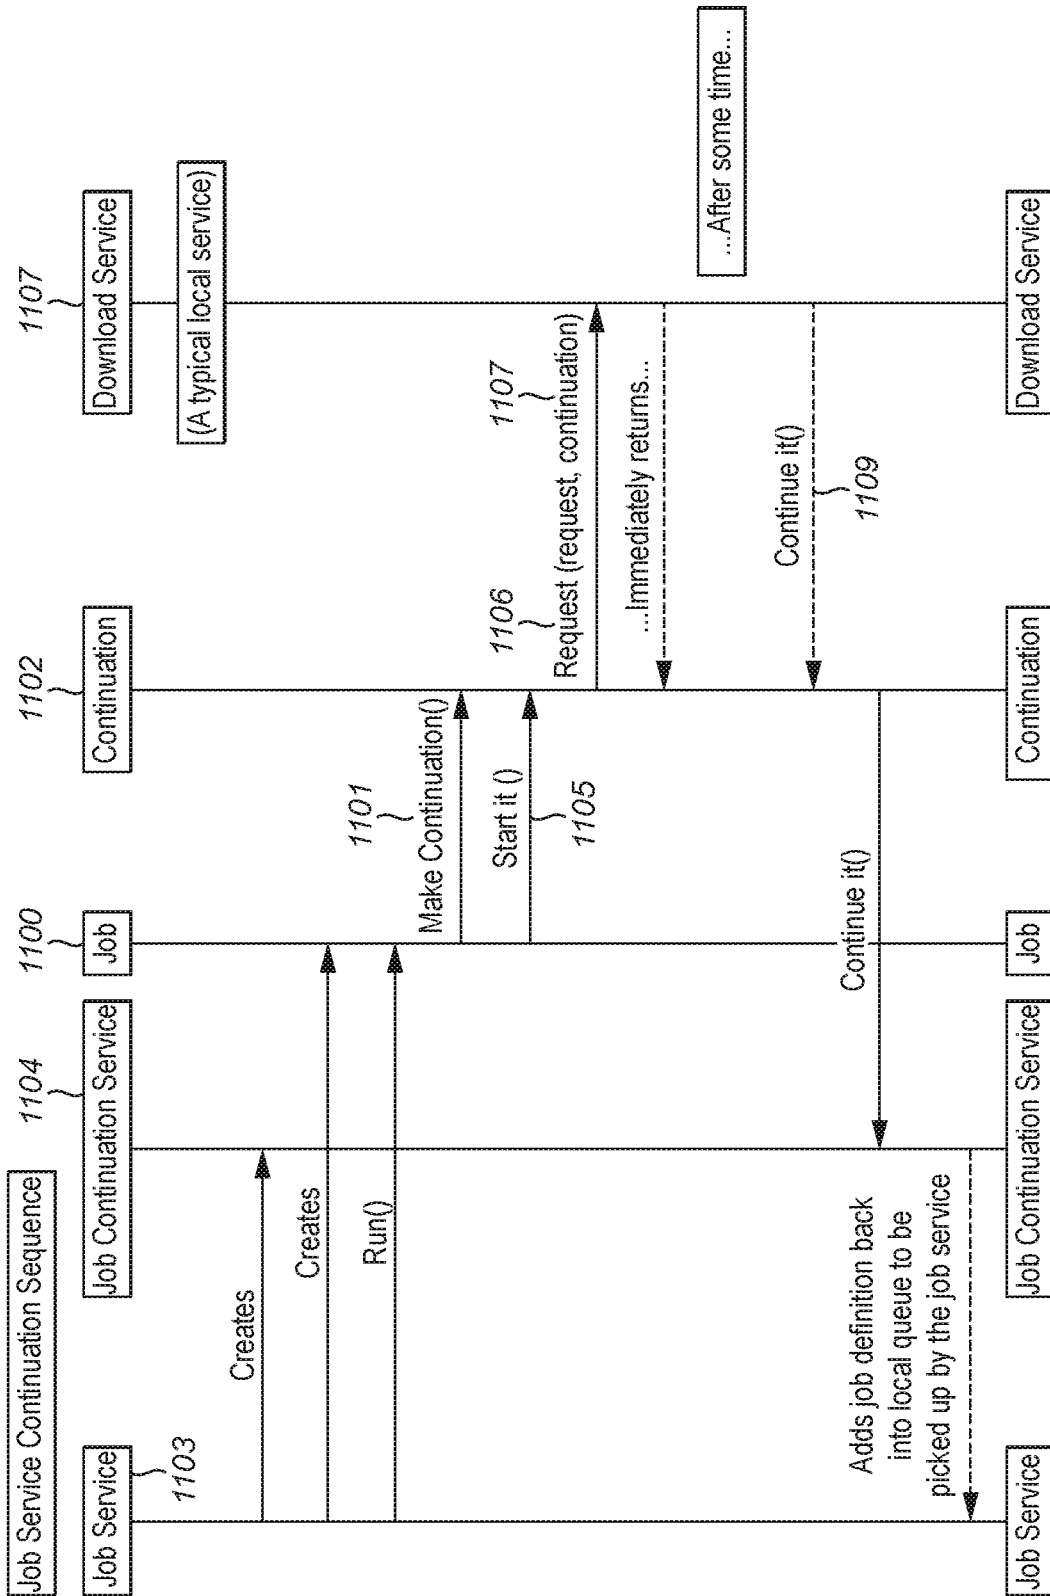 Job Service Continuation Sequence
1103
1104
1100
1102
1107
Job Service
Job Continuation Service
Job
Continuation
Download Service
(A typical local service)
Creates
Creates
Run()
1101
Make Continuation()
Start it ()
1105
1106
1107
Request (request, continuation)
...Immediately returns...
...After some time...
Continue it()
1109
Continue it()
Adds job definition back
into local queue to be
picked up by the job service
Job Service
Job Continuation Service
Job
Continuation
Download Service